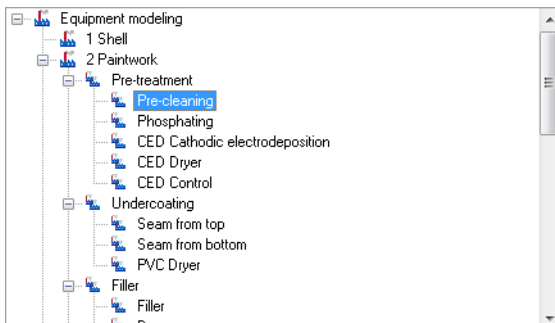 Equipment modeling
1 Shell
2 Paintwork
Pre-treatment
Pre-cleaning
Phosphating
CED Cathodic electrodeposition
CED Dryer
CED Control
Undercoating
Seam from top
Seam from bottom
PVC Dryer
Filler
Filler